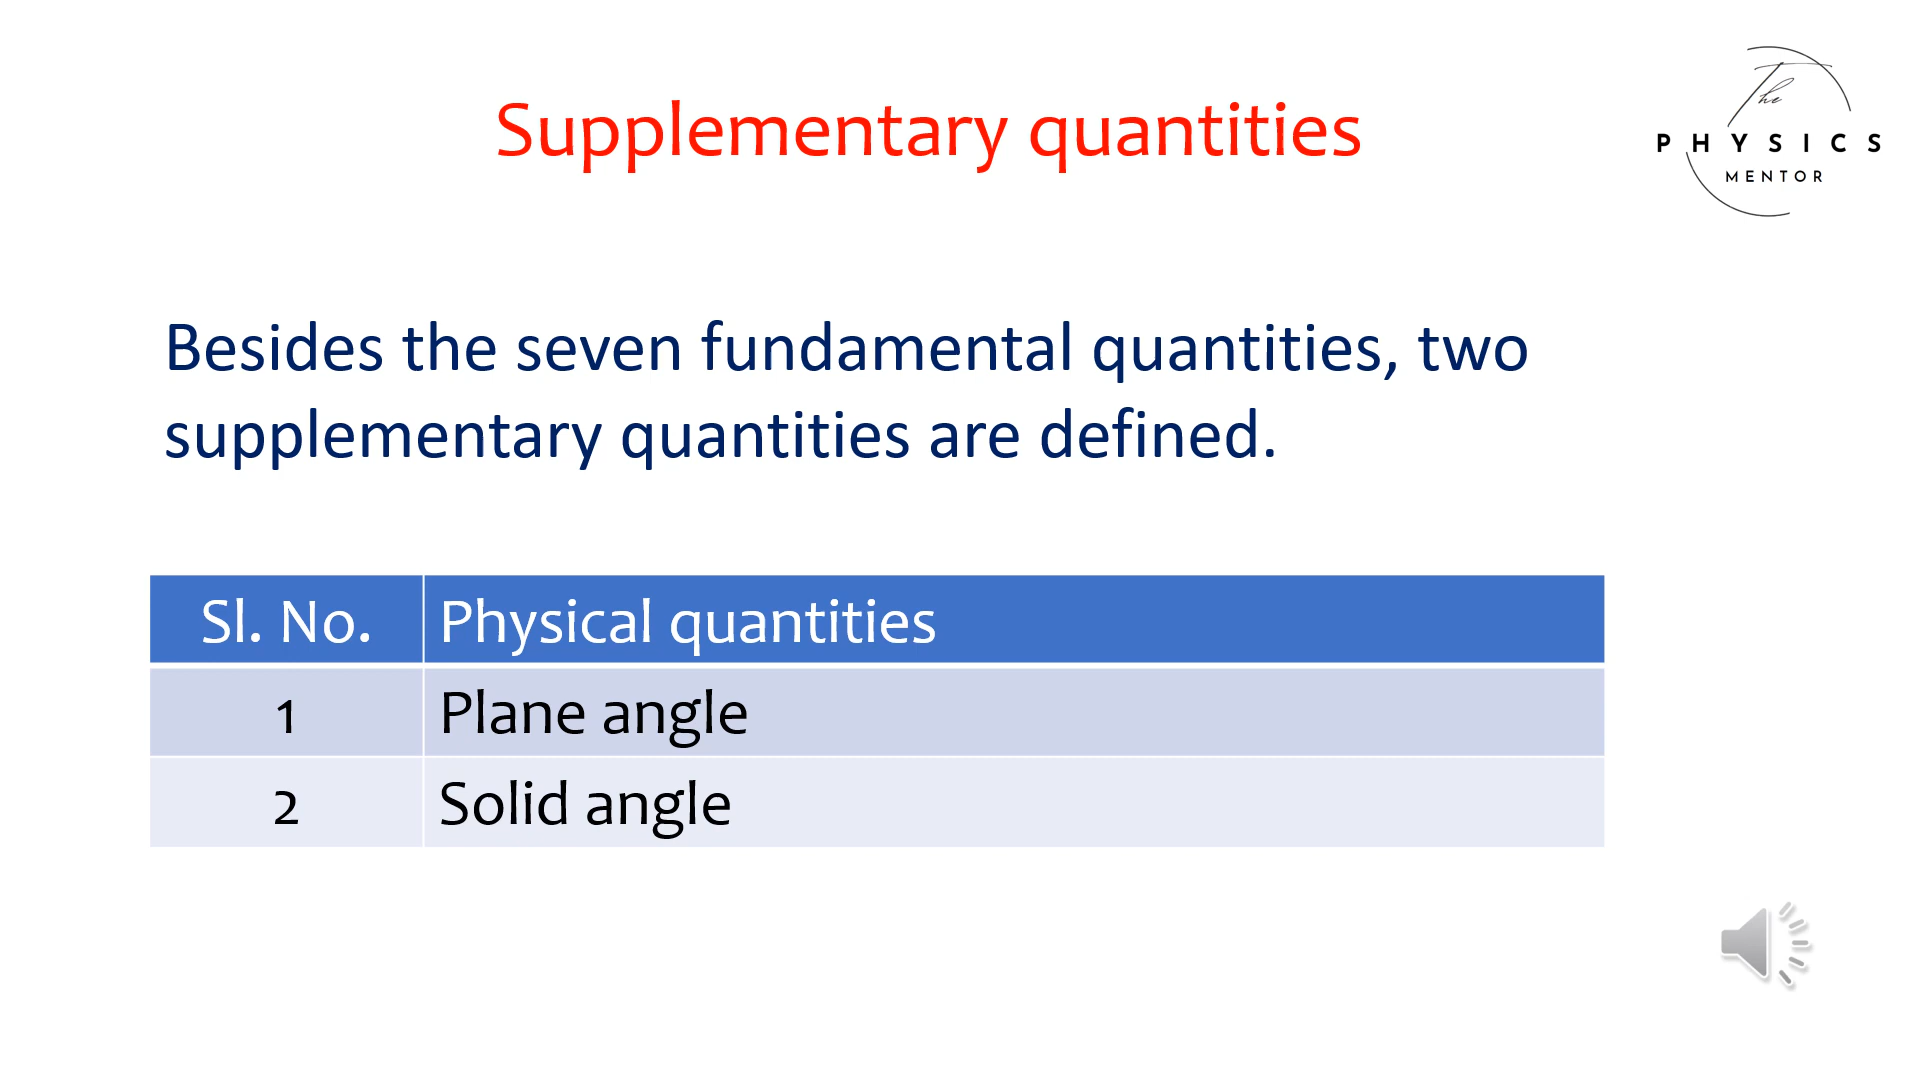 Supplementary quantities
The
PHYSICS
MENTOR
Besides the seven fundamental quantities, two
supplementary quantities are defined.
Sl. No. Physical quantities
1 Plane angle
2 Solid angle